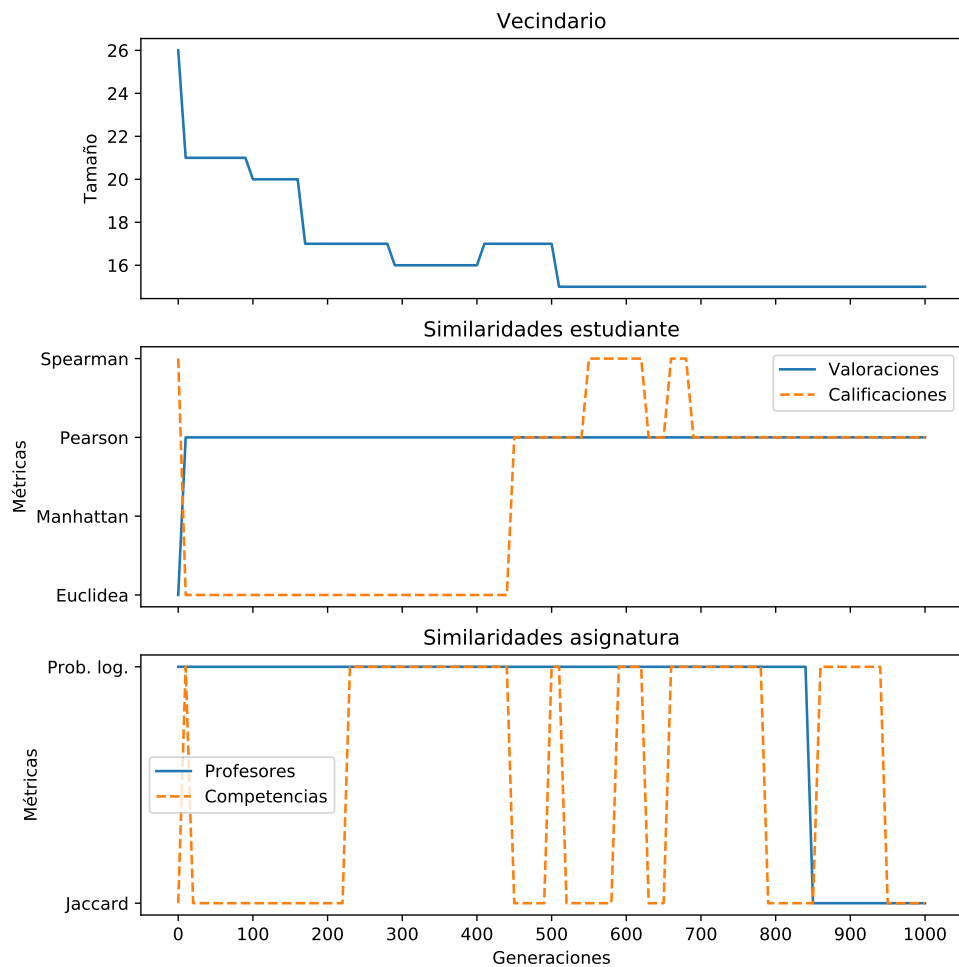 Vecindario
26
24
22
20
18
16
Tamaño
Similaridades estudiante
Spearman
Pearson
Manhattan
Euclidea
Métricas
Valoraciones
Calificaciones
Similaridades asignatura
Prob. log.
Jaccard
Métricas
Profesores
Competencias
0 100 200 300 400 500 600 700 800 900 1000
Generaciones